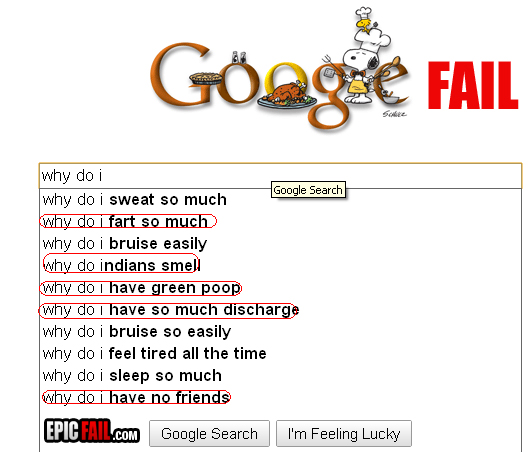 Google FAIL
SCHULZ
why do i
Google Search
why do i sweat so much
why do i fart so much
why do i bruise easily
why do indians smell
why do i have green poop
why do i have so much discharge
why do i bruise so easily
why do i feel tired all the time
why do i sleep so much
why do i have no friends
EPIC FAIL.com Google Search I'm Feeling Lucky